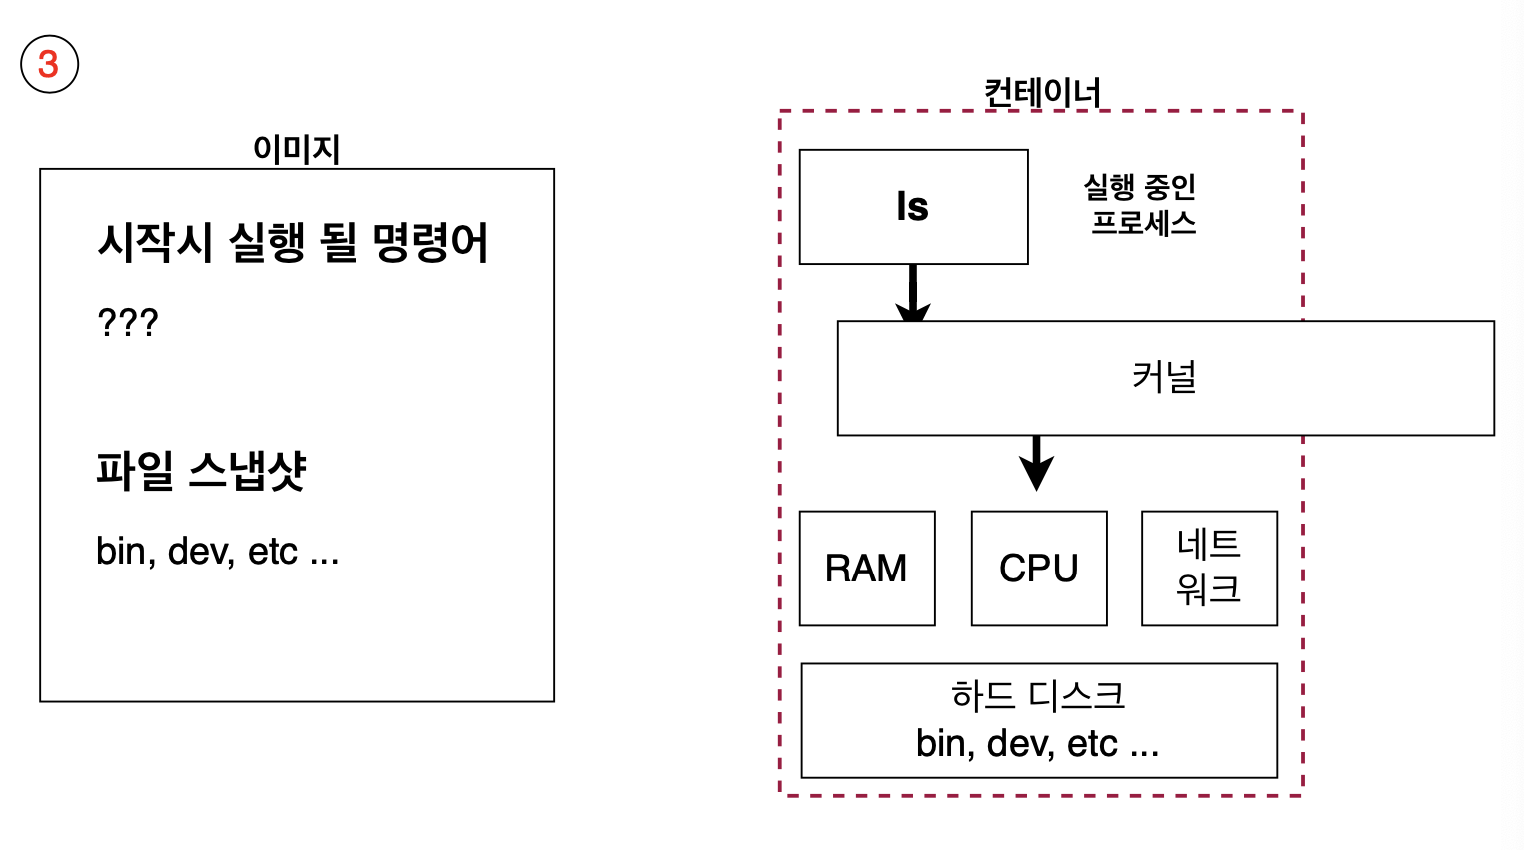 3
이미지
시작시 실행 될 명령어
???
파일 스냅샷
bin, dev, etc ...
컨테이너
ls
실행 중인
프로세스
커널
RAM
CPU
네트
워크
하드 디스크
bin, dev, etc ...